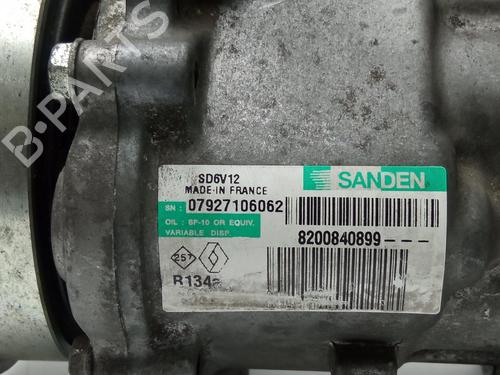 B-PARTS
SD6V12
MADE-IN FRANCE
SANDEN
SN : 07927106062
OIL : SP-10 OR EQUIV.
VARIABLE DISP.
8200840899---
257
R134a